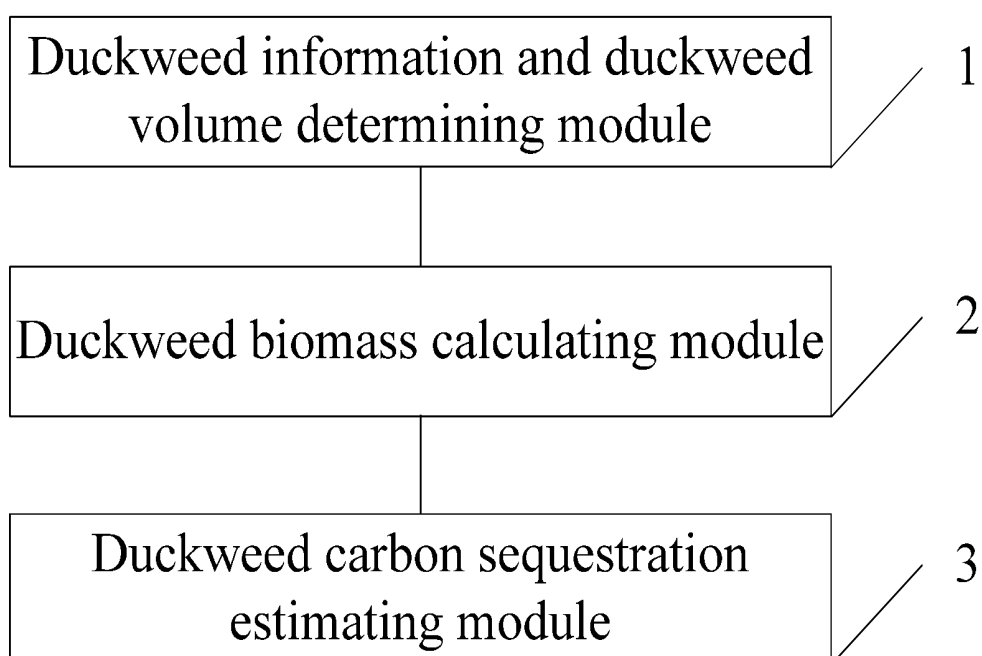 Duckweed information and duckweed
volume determining module
1
Duckweed biomass calculating module
2
Duckweed carbon sequestration
estimating module
3